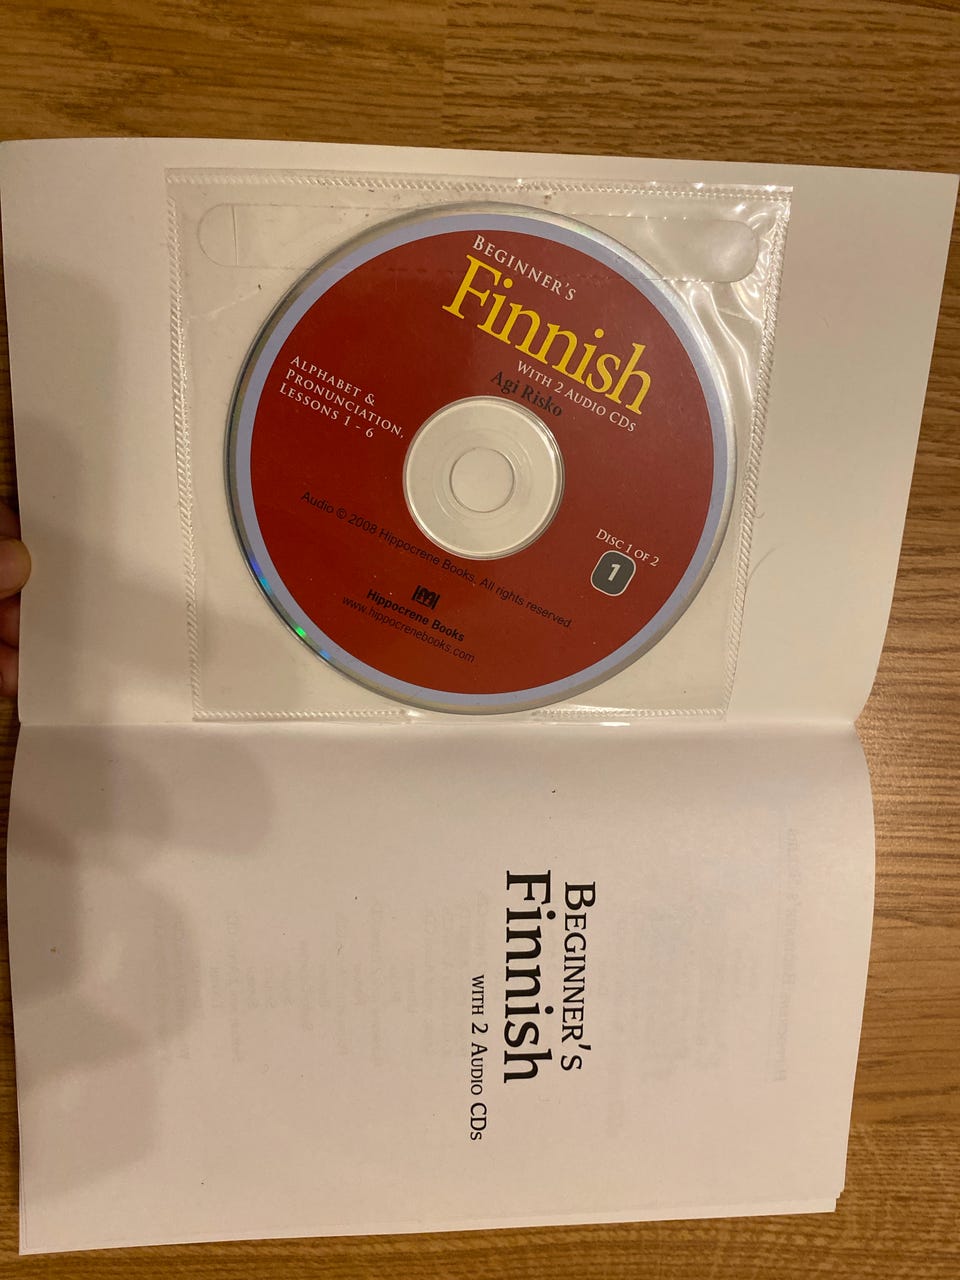 BEGINNER'S
Finnish
WITH 2 AUDIO CDs
Agi Risko
ALPHABET &
PRONUNCIATION,
LESSONS 1 - 6
DISC 1 OF 2
1
Audio © 2008 Hippocrene Books. All rights reserved.
Hippocrene Books
www.hippocrenebooks.com
BEGINNER'S
Finnish
WITH 2 AUDIO CDs